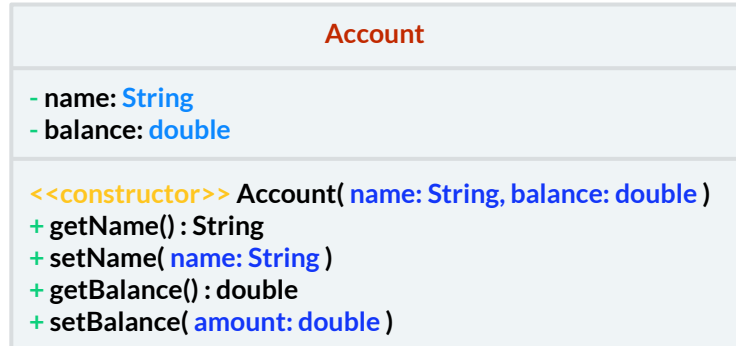 Account
- name: String
- balance: double
<<constructor>> Account( name: String, balance: double )
+ getName() : String
+ setName( name: String )
+ getBalance() : double
+ setBalance( amount: double )